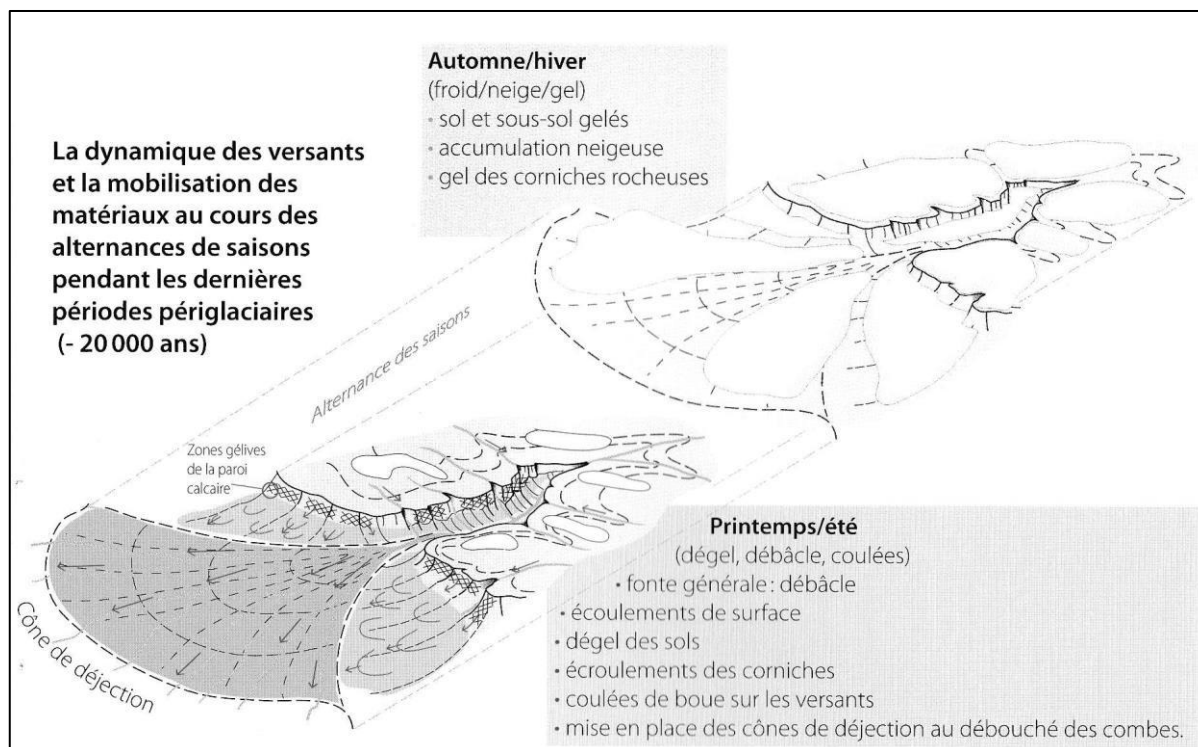 Automne/hiver
(froid/neige/gel)
• sol et sous-sol gelés
• accumulation neigeuse
• gel des corniches rocheuses
La dynamique des versants
et la mobilisation des
matériaux au cours des
alternances de saisons
pendant les dernières
périodes périglaciaires
(- 20 000 ans)
Alternance des saisons
Zones gélives
de la paroi
calcaire
Cône de déjection
Printemps/été
(dégel, débâcle, coulées)
• fonte générale : débâcle
• écoulements de surface
• dégel des sols
• écroulements des corniches
• coulées de boue sur les versants
• mise en place des cônes de déjection au débouché des combes.